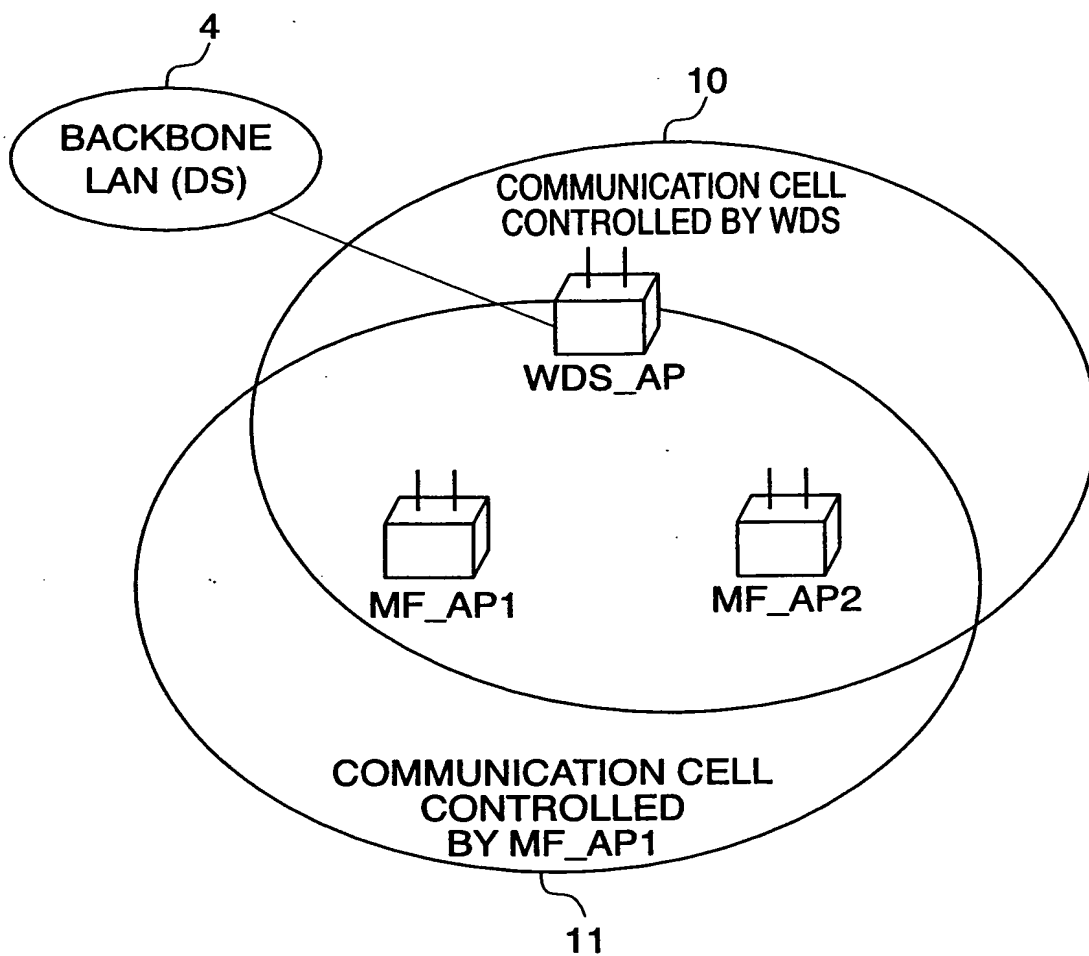 4
BACKBONE
LAN (DS)
10
COMMUNICATION CELL
CONTROLLED BY WDS
WDS_AP
MF_AP1
MF_AP2
COMMUNICATION CELL
CONTROLLED
BY MF_AP1
11